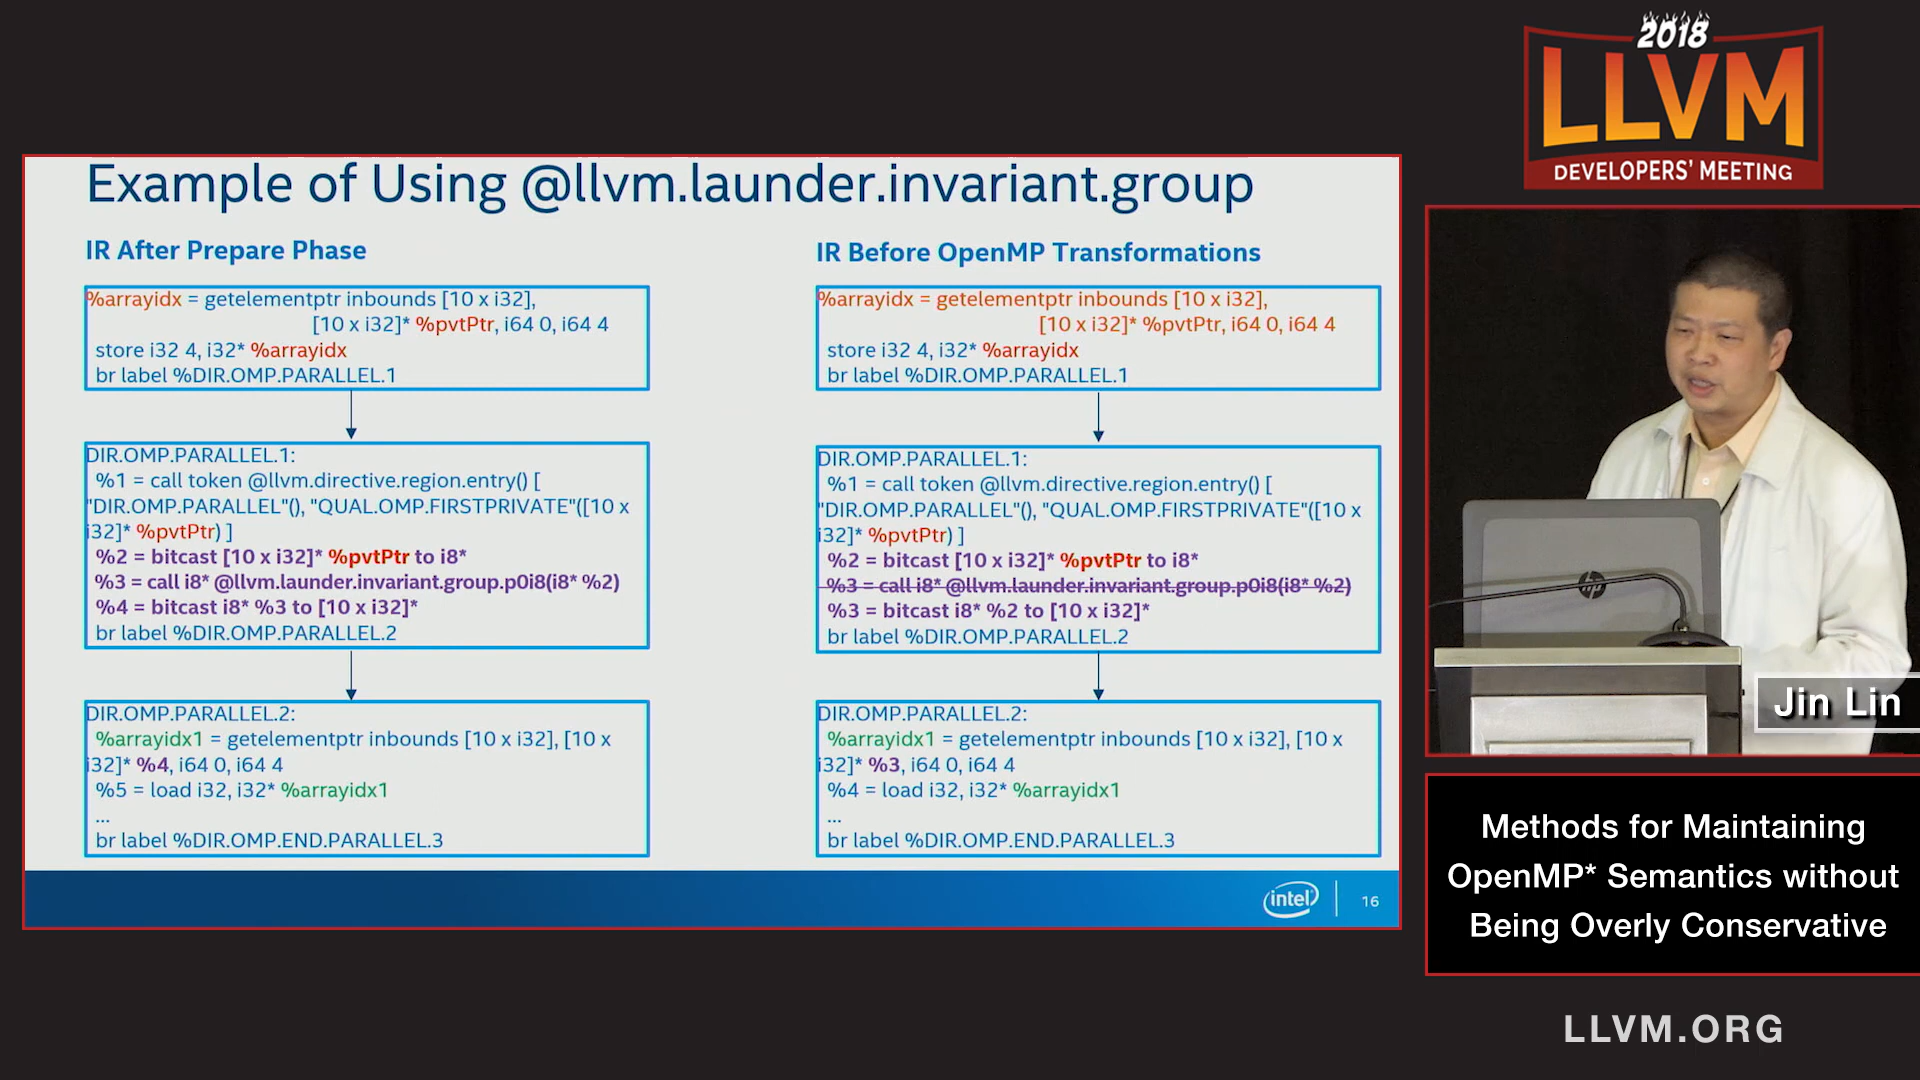 2018
LLVM
DEVELOPERS' MEETING
Example of Using @llvm.launder.invariant.group
IR After Prepare Phase
%arrayidx = getelementptr inbounds [10 x i32],
[10 x i32]* %pvtPtr, i64 0, i64 4
store i32 4, i32* %arrayidx
br label %DIR.OMP.PARALLEL.1
DIR.OMP.PARALLEL.1:
%1 = call token @llvm.directive.region.entry() [
"DIR.OMP.PARALLEL"(), "QUAL.OMP.FIRSTPRIVATE"([10 x
i32]* %pvtPtr) ]
%2 = bitcast [10 x i32]* %pvtPtr to i8*
%3 = call i8* @llvm.launder.invariant.group.p0i8(i8* %2)
%4 = bitcast i8* %3 to [10 x i32]*
br label %DIR.OMP.PARALLEL.2
DIR.OMP.PARALLEL.2:
%arrayidx1 = getelementptr inbounds [10 x i32], [10 x
i32]* %4, i64 0, i64 4
%5 = load i32, i32* %arrayidx1
...
br label %DIR.OMP.END.PARALLEL.3
IR Before OpenMP Transformations
%arrayidx = getelementptr inbounds [10 x i32],
[10 x i32]* %pvtPtr, i64 0, i64 4
store i32 4, i32* %arrayidx
br label %DIR.OMP.PARALLEL.1
DIR.OMP.PARALLEL.1:
%1 = call token @llvm.directive.region.entry() [
"DIR.OMP.PARALLEL"(), "QUAL.OMP.FIRSTPRIVATE"([10 x
i32]* %pvtPtr) ]
%2 = bitcast [10 x i32]* %pvtPtr to i8*
%3 = call i8* @llvm.launder.invariant.group.p0i8(i8* %2)
%3 = bitcast i8* %2 to [10 x i32]*
br label %DIR.OMP.PARALLEL.2
DIR.OMP.PARALLEL.2:
%arrayidx1 = getelementptr inbounds [10 x i32], [10 x
i32]* %3, i64 0, i64 4
%4 = load i32, i32* %arrayidx1
...
br label %DIR.OMP.END.PARALLEL.3
intel
16
hp
Jin Lin
Methods for Maintaining
OpenMP* Semantics without
Being Overly Conservative
LLVM.ORG